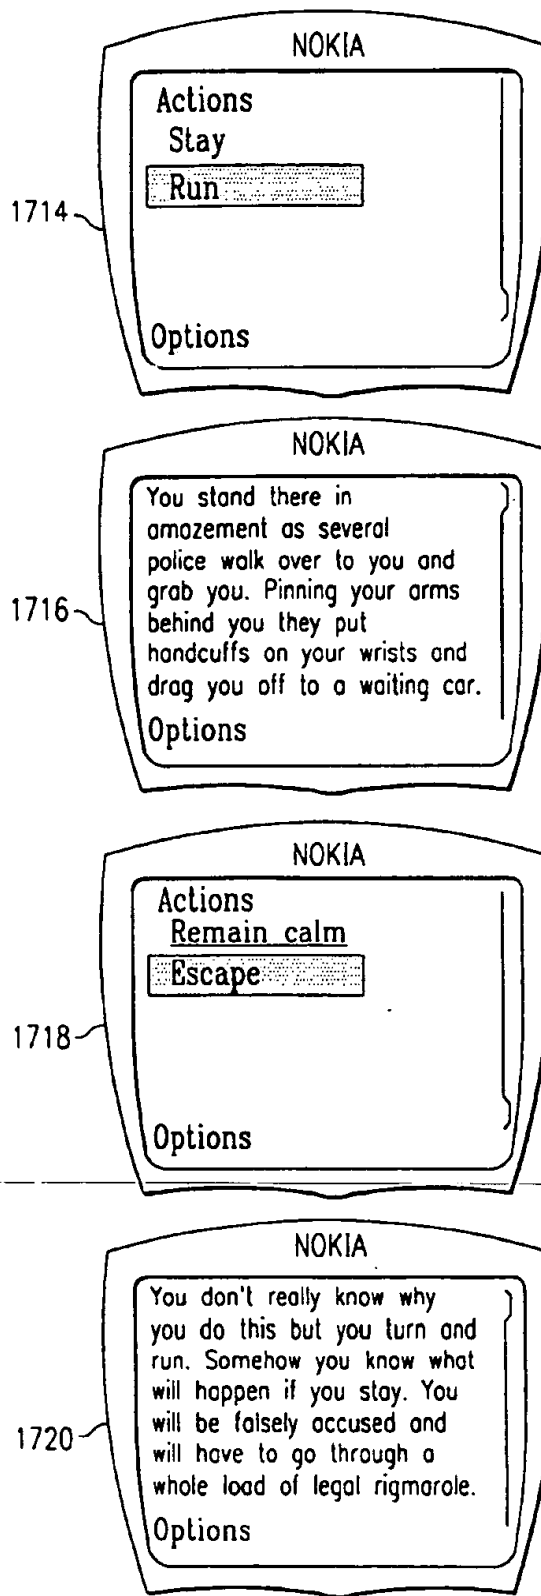 NOKIA
Actions
Stay
Run
1714
Options
NOKIA
You stand there in
amazement as several
police walk over to you and
grab you. Pinning your arms
1716
behind you they put
handcuffs on your wrists and
drag you off to a waiting car.
Options
NOKIA
Actions
Remain calm
Escape
1718
Options
NOKIA
You don't really know why
you do this but you turn and
run. Somehow you know what
will happen if you stay. You
will be falsely accused and
1720
will have to go through a
whole load of legal rigmarole.
Options